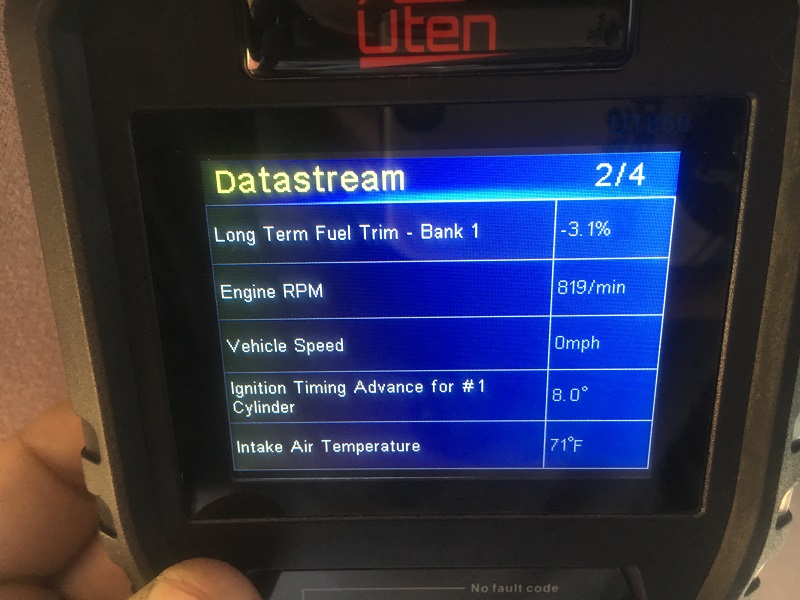 uten
Datastream 2/4
Long Term Fuel Trim - Bank 1 -3.1%
Engine RPM 819/min
Vehicle Speed 0mph
Ignition Timing Advance for #1
Cylinder 8.0°
Intake Air Temperature 71°F
No fault code